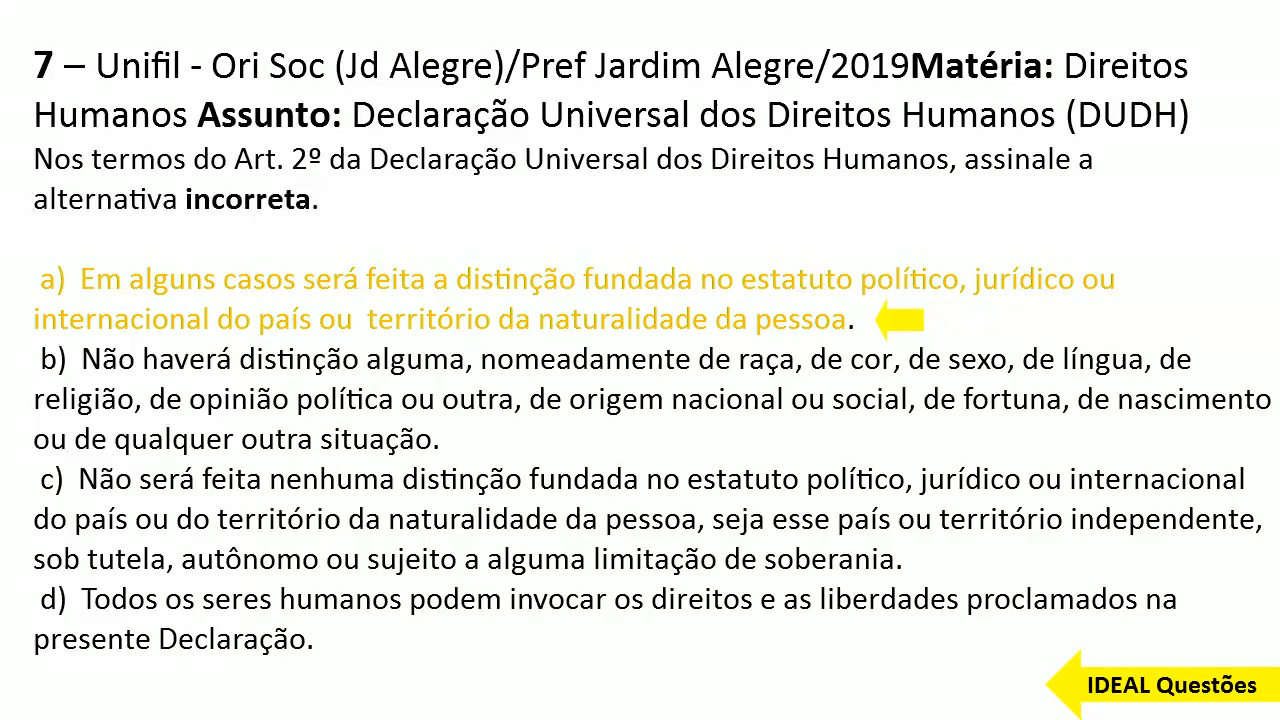 7 – Unifil - Ori Soc (Jd Alegre)/Pref Jardim Alegre/2019Matéria: Direitos
Humanos Assunto: Declaração Universal dos Direitos Humanos (DUDH)
Nos termos do Art. 2º da Declaração Universal dos Direitos Humanos, assinale a
alternativa incorreta.
a) Em alguns casos será feita a distinção fundada no estatuto político, jurídico ou
internacional do país ou território da naturalidade da pessoa.
b) Não haverá distinção alguma, nomeadamente de raça, de cor, de sexo, de língua, de
religião, de opinião política ou outra, de origem nacional ou social, de fortuna, de nascimento
ou de qualquer outra situação.
c) Não será feita nenhuma distinção fundada no estatuto político, jurídico ou internacional
do país ou do território da naturalidade da pessoa, seja esse país ou território independente,
sob tutela, autônomo ou sujeito a alguma limitação de soberania.
d) Todos os seres humanos podem invocar os direitos e as liberdades proclamados na
presente Declaração.
IDEAL Questões